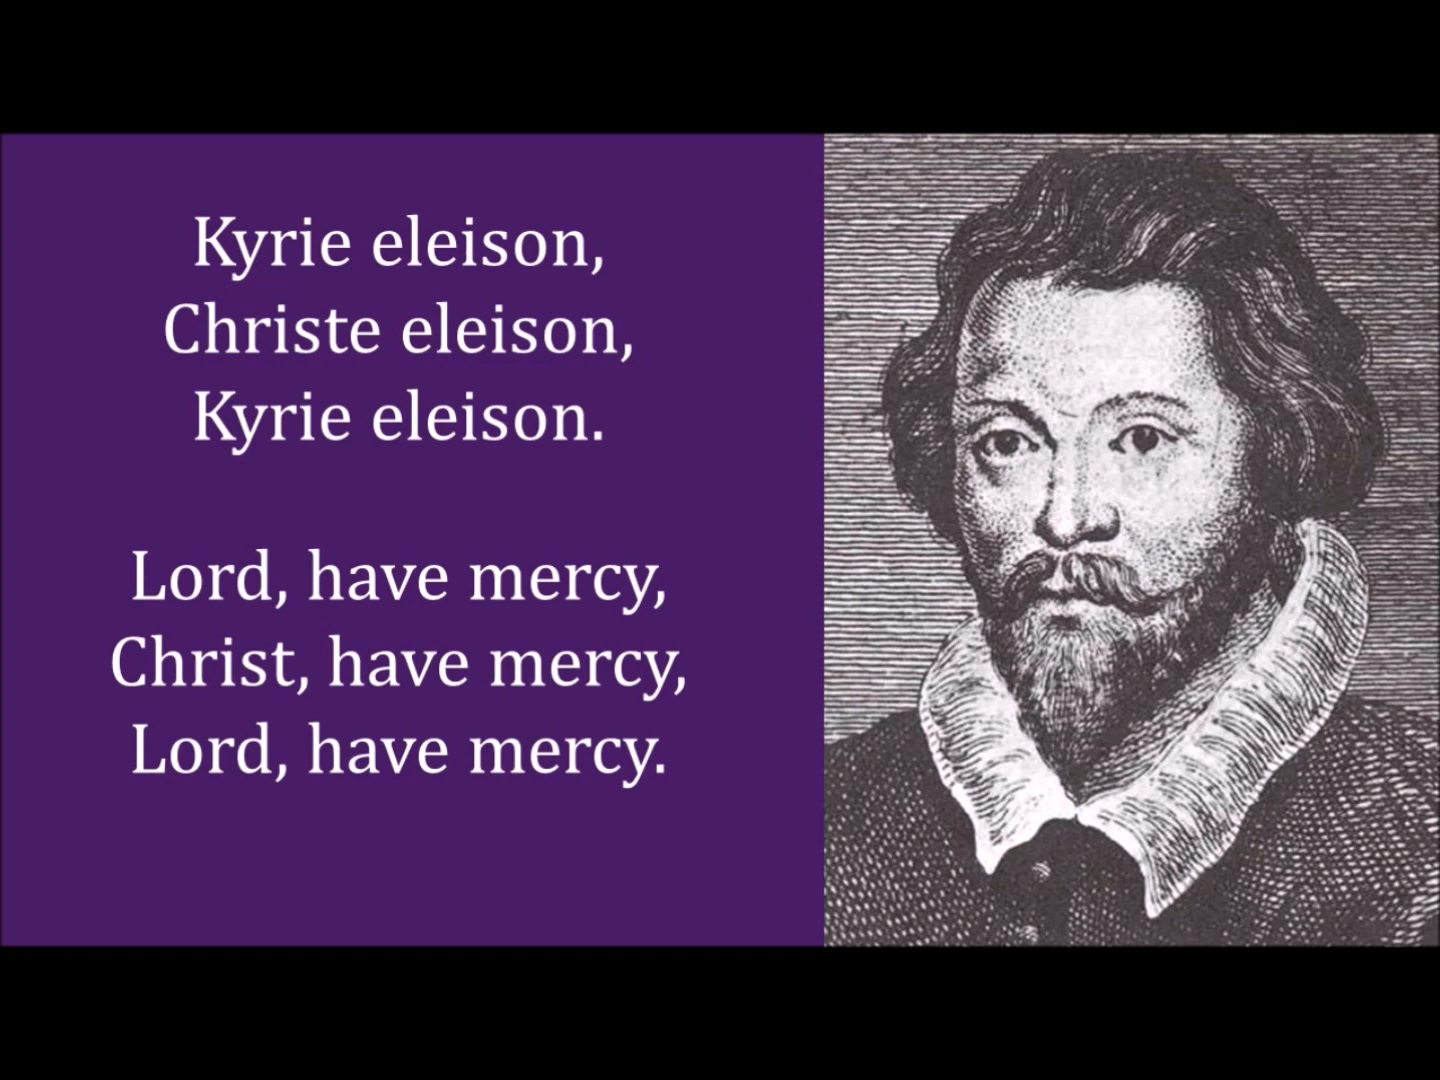 Kyrie eleison,
Christe eleison,
Kyrie eleison.
Lord, have mercy,
Christ, have mercy,
Lord, have mercy.